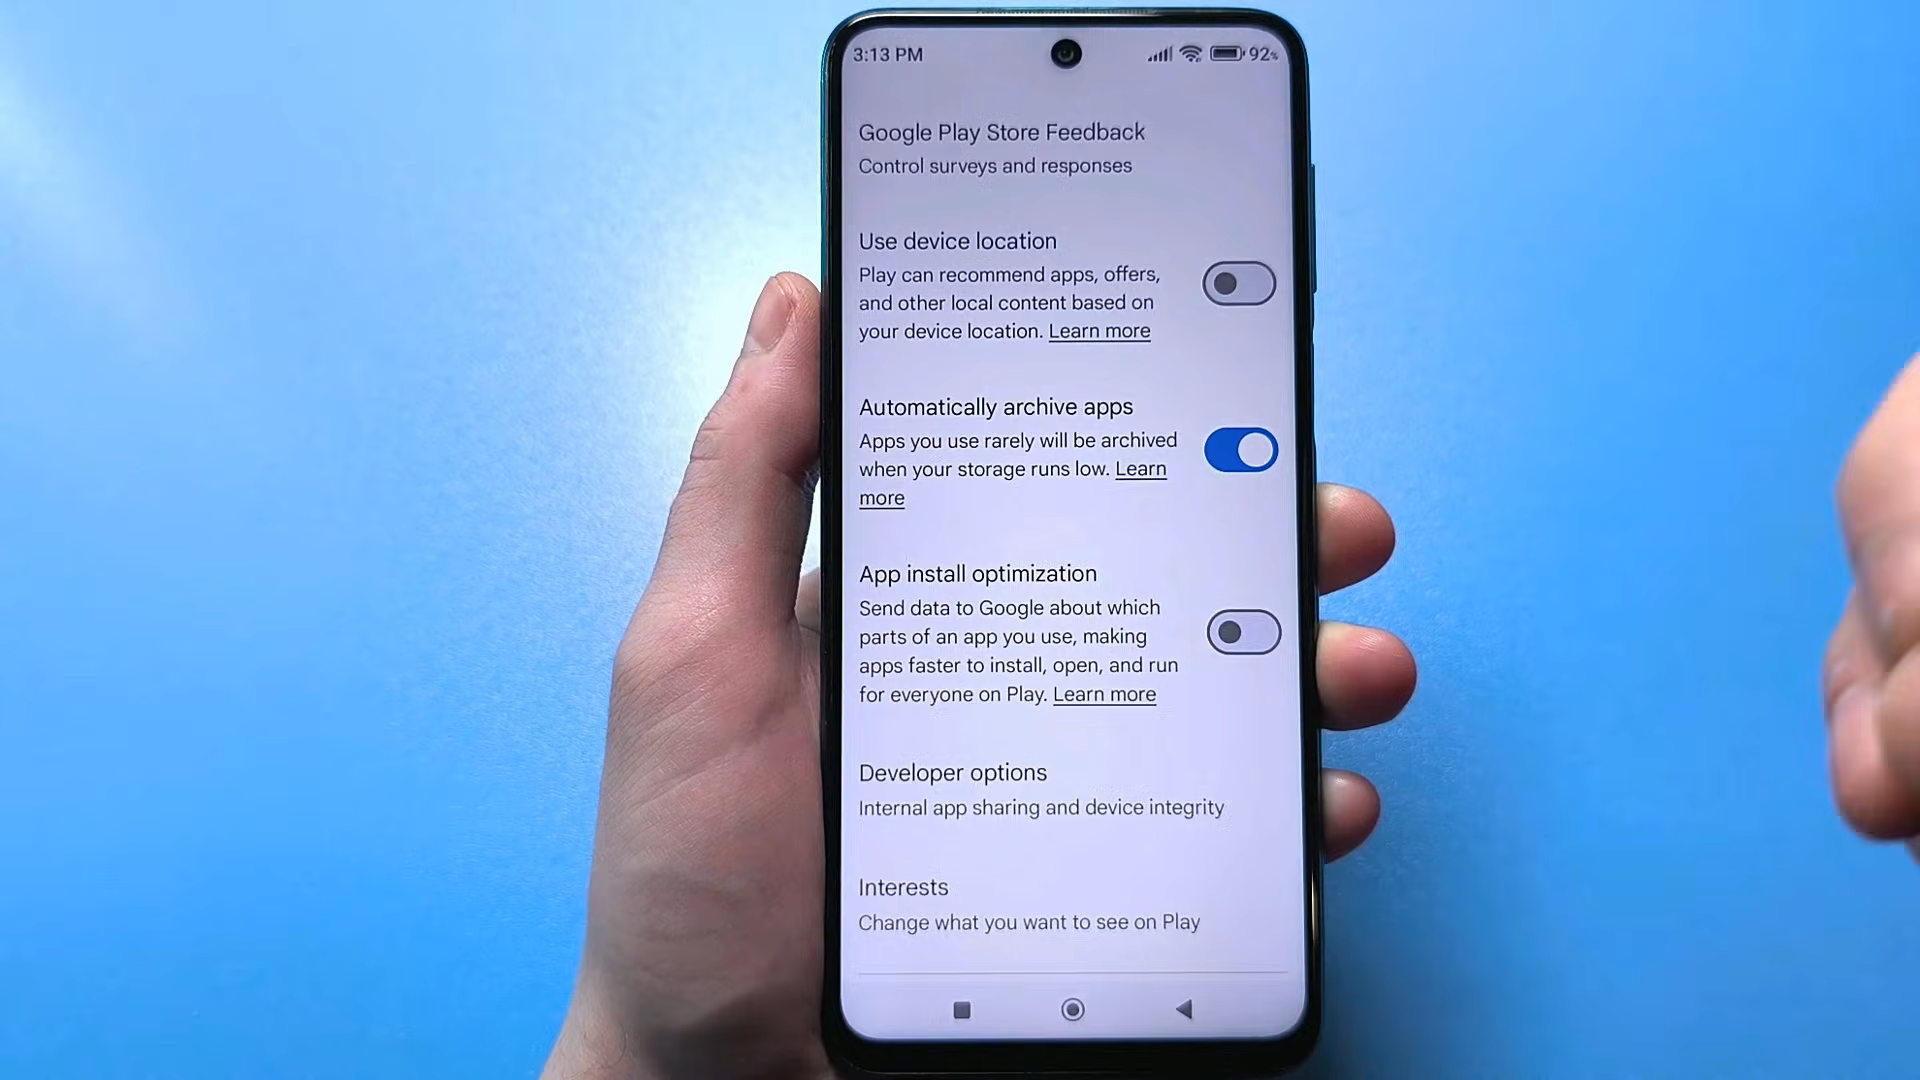 3:13 PM
92%
Google Play Store Feedback
Control surveys and responses
Use device location
Play can recommend apps, offers,
and other local content based on
your device location. Learn more
Automatically archive apps
Apps you use rarely will be archived
when your storage runs low. Learn
more
App install optimization
Send data to Google about which
parts of an app you use, making
apps faster to install, open, and run
for everyone on Play. Learn more
Developer options
Internal app sharing and device integrity
Interests
Change what you want to see on Play